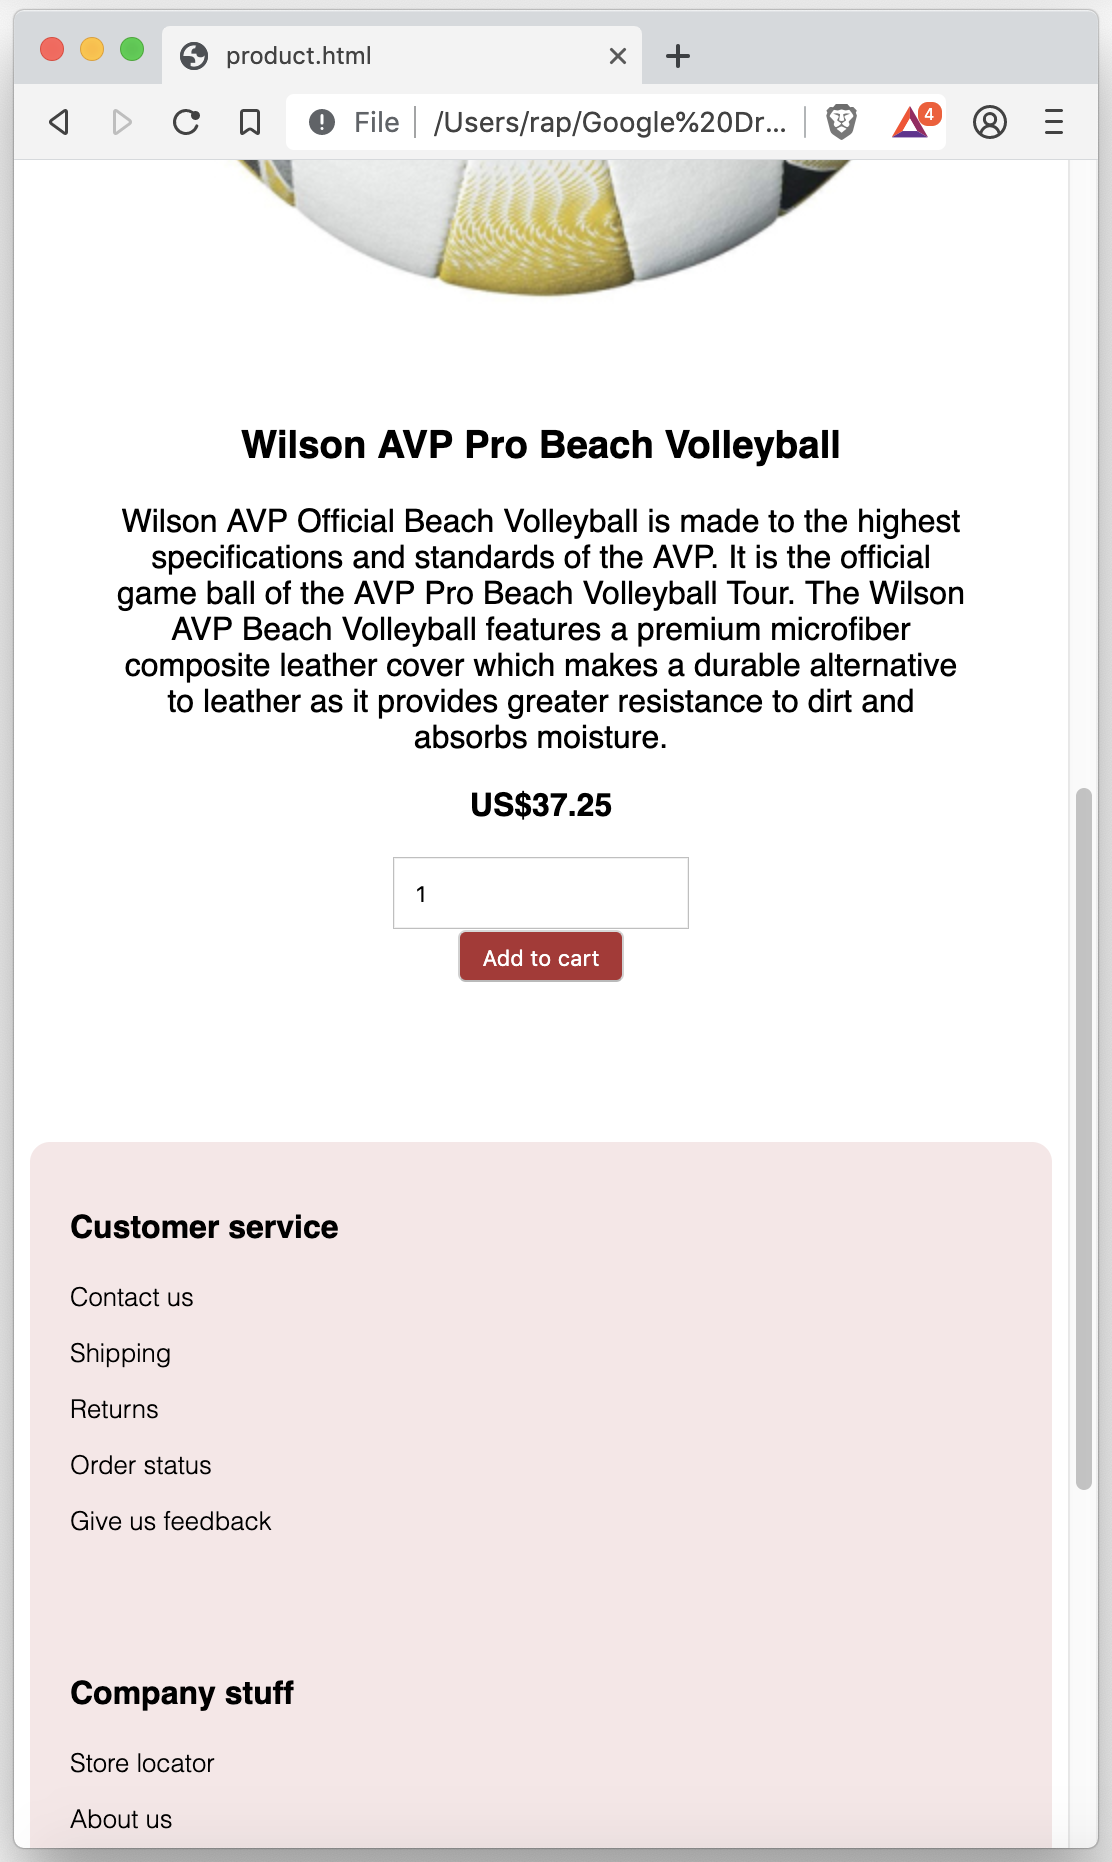 product.html
File
/Users/rap/Google%20Dr...
4
Wilson AVP Pro Beach Volleyball
Wilson AVP Official Beach Volleyball is made to the highest
specifications and standards of the AVP. It is the official
game ball of the AVP Pro Beach Volleyball Tour. The Wilson
AVP Beach Volleyball features a premium microfiber
composite leather cover which makes a durable alternative
to leather as it provides greater resistance to dirt and
absorbs moisture.
US$37.25
1
Add to cart
Customer service
Contact us
Shipping
Returns
Order status
Give us feedback
Company stuff
Store locator
About us